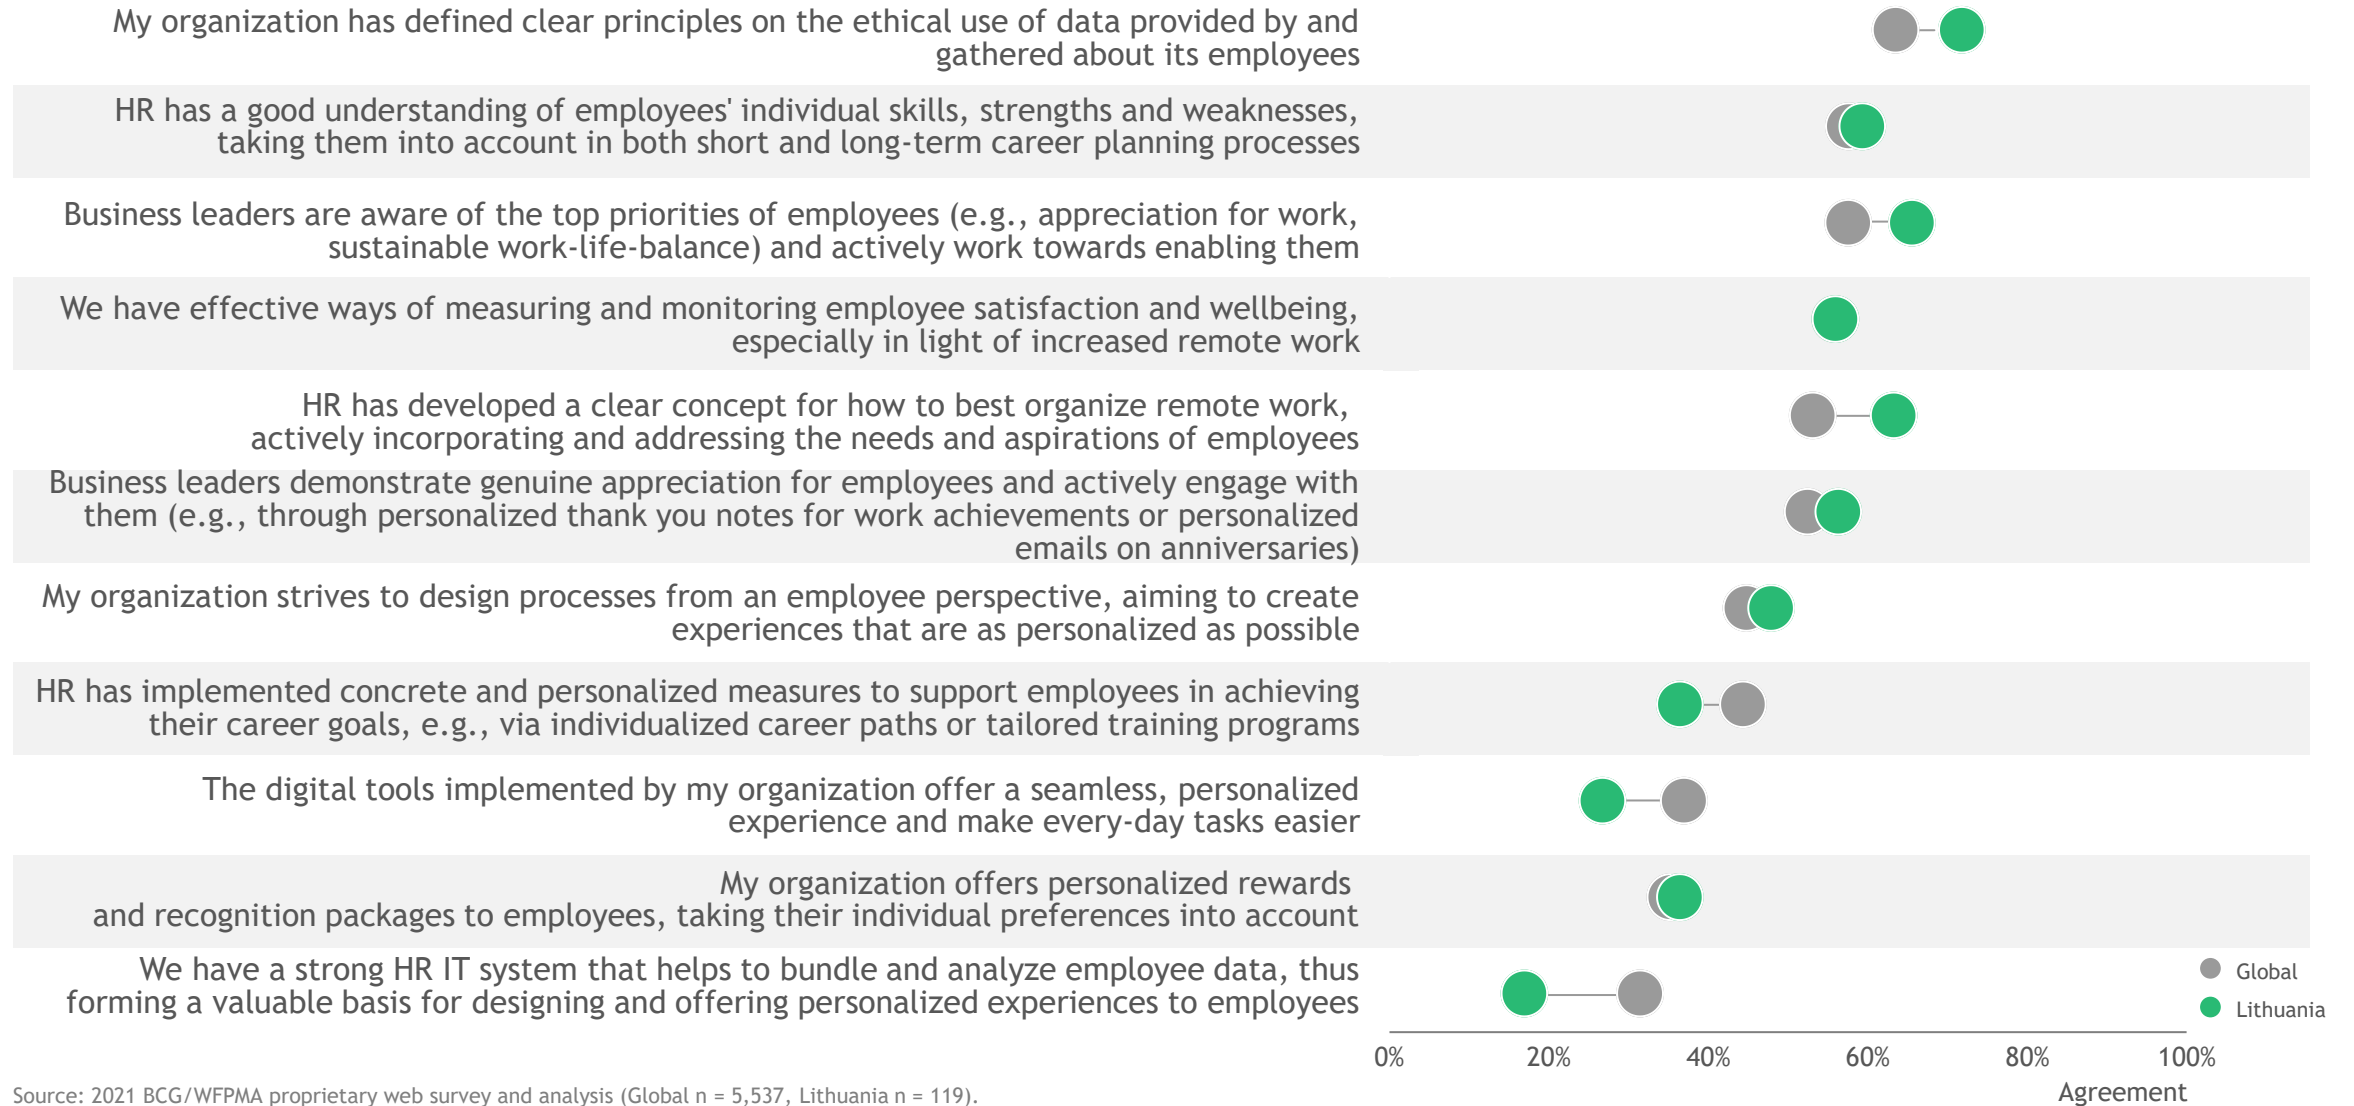 My organization has defined clear principles on the ethical use of data provided by and
gathered about its employees
HR has a good understanding of employees' individual skills, strengths and weaknesses,
taking them into account in both short and long-term career planning processes
Business leaders are aware of the top priorities of employees (e.g., appreciation for work,
sustainable work-life-balance) and actively work towards enabling them
We have effective ways of measuring and monitoring employee satisfaction and wellbeing,
especially in light of increased remote work
HR has developed a clear concept for how to best organize remote work,
actively incorporating and addressing the needs and aspirations of employees
Business leaders demonstrate genuine appreciation for employees and actively engage with
them (e.g., through personalized thank you notes for work achievements or personalized
emails on anniversaries)
My organization strives to design processes from an employee perspective, aiming to create
experiences that are as personalized as possible
HR has implemented concrete and personalized measures to support employees in achieving
their career goals, e.g., via individualized career paths or tailored training programs
The digital tools implemented by my organization offer a seamless, personalized
experience and make every-day tasks easier
My organization offers personalized rewards
and recognition packages to employees, taking their individual preferences into account
We have a strong HR IT system that helps to bundle and analyze employee data, thus
forming a valuable basis for designing and offering personalized experiences to employees
Global
Lithuania
0% 20% 40% 60% 80% 100%
Agreement
Source: 2021 BCG/WFPMA proprietary web survey and analysis (Global n = 5,537, Lithuania n = 119).